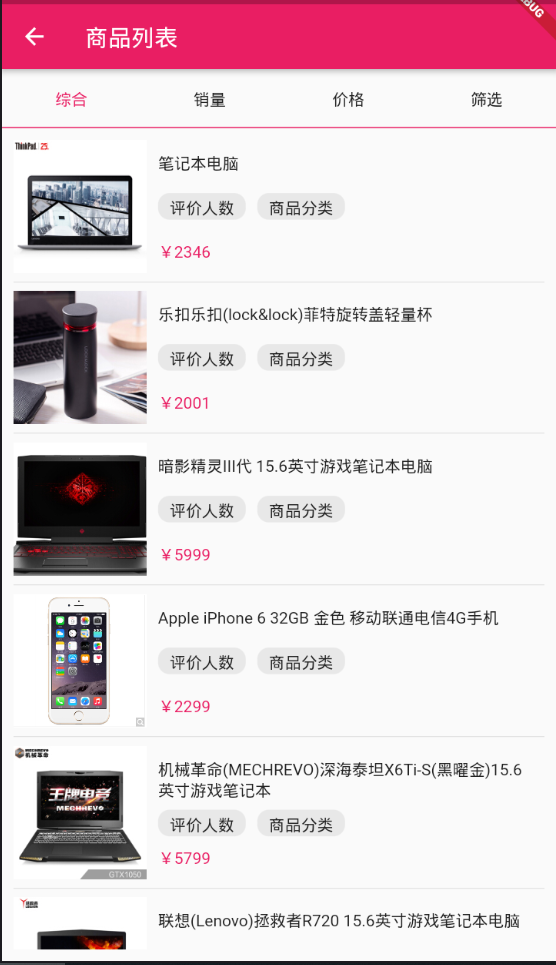 BUG
商品列表
综合
销量
价格
筛选
ThinkPad. 25.
笔记本电脑
评价人数
商品分类
￥2346
乐扣乐扣(lock&lock)菲特旋转盖轻量杯
评价人数
商品分类
￥2001
暗影精灵III代 15.6英寸游戏笔记本电脑
评价人数
商品分类
￥5999
Apple iPhone 6 32GB 金色 移动联通电信4G手机
评价人数
商品分类
￥2299
MECHREVO
机械革命
王牌电竞
MECHREVO
GTX1050
机械革命(MECHREVO)深海泰坦X6Ti-S(黑曜金)15.6
英寸游戏笔记本
评价人数
商品分类
￥5799
联想(Lenovo)拯救者R720 15.6英寸游戏笔记本电脑